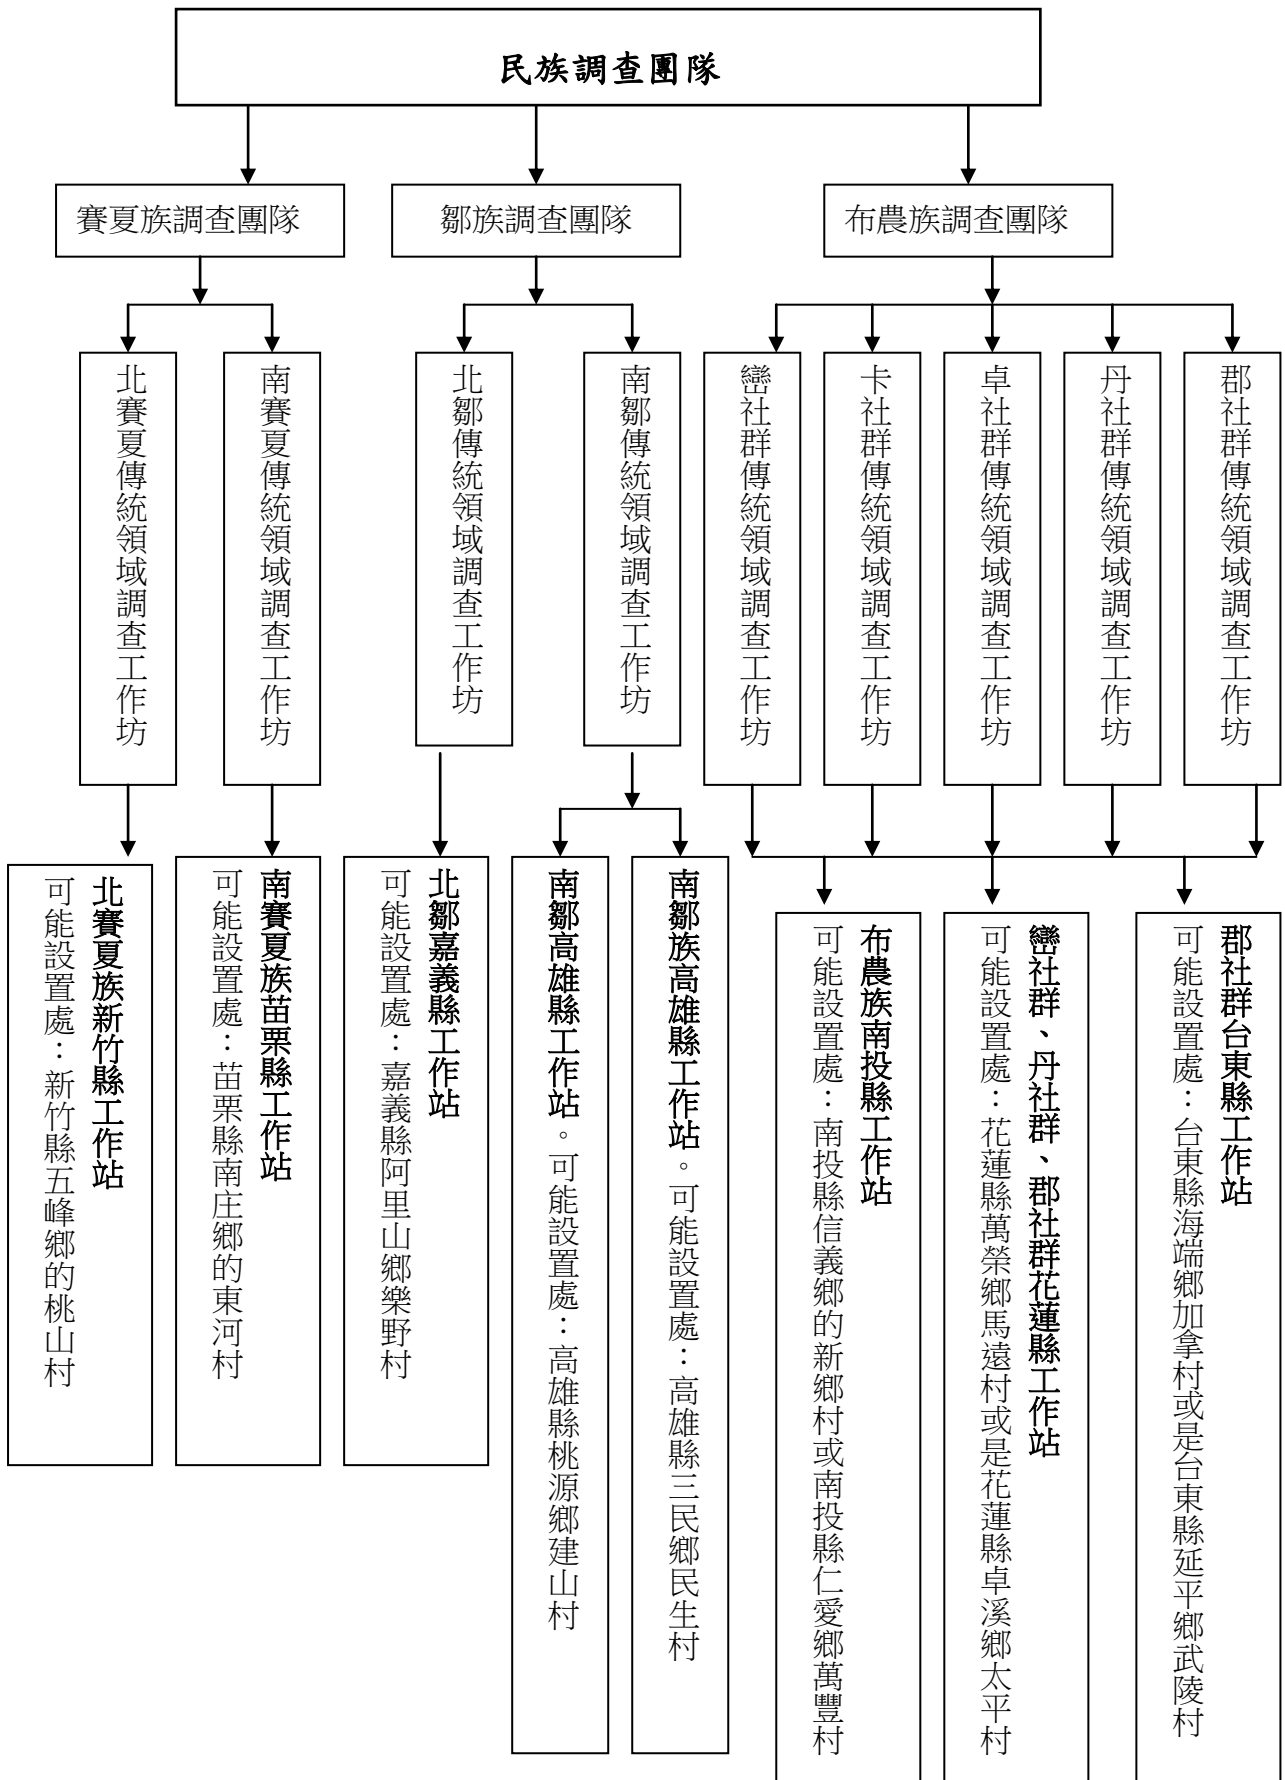 民族調查團隊
賽夏族調查團隊
鄒族調查團隊
布農族調查團隊
北賽夏傳統領域調查工作坊
南賽夏傳統領域調查工作坊
北鄒傳統領域調查工作坊
南鄒傳統領域調查工作坊
巒社群傳統領域調查工作坊
卡社群傳統領域調查工作坊
卓社群傳統領域調查工作坊
丹社群傳統領域調查工作坊
郡社群傳統領域調查工作坊
北賽夏族新竹縣工作站
可能設置處：新竹縣五峰鄉的桃山村
南賽夏族苗栗縣工作站
可能設置處：苗栗縣南庄鄉的東河村
北鄒嘉義縣工作站
可能設置處：嘉義縣阿里山鄉樂野村
南鄒高雄縣工作站。可能設置處：高雄縣桃源鄉建山村
南鄒族高雄縣工作站。可能設置處：高雄縣三民鄉民生村
布農族南投縣工作站
可能設置處：南投縣信義鄉的新鄉村或南投縣仁愛鄉萬豐村
巒社群、丹社群、郡社群花蓮縣工作站
可能設置處：花蓮縣萬榮鄉馬遠村或是花蓮縣卓溪鄉太平村
郡社群台東縣工作站
可能設置處：台東縣海端鄉加拿村或是台東縣延平鄉武陵村